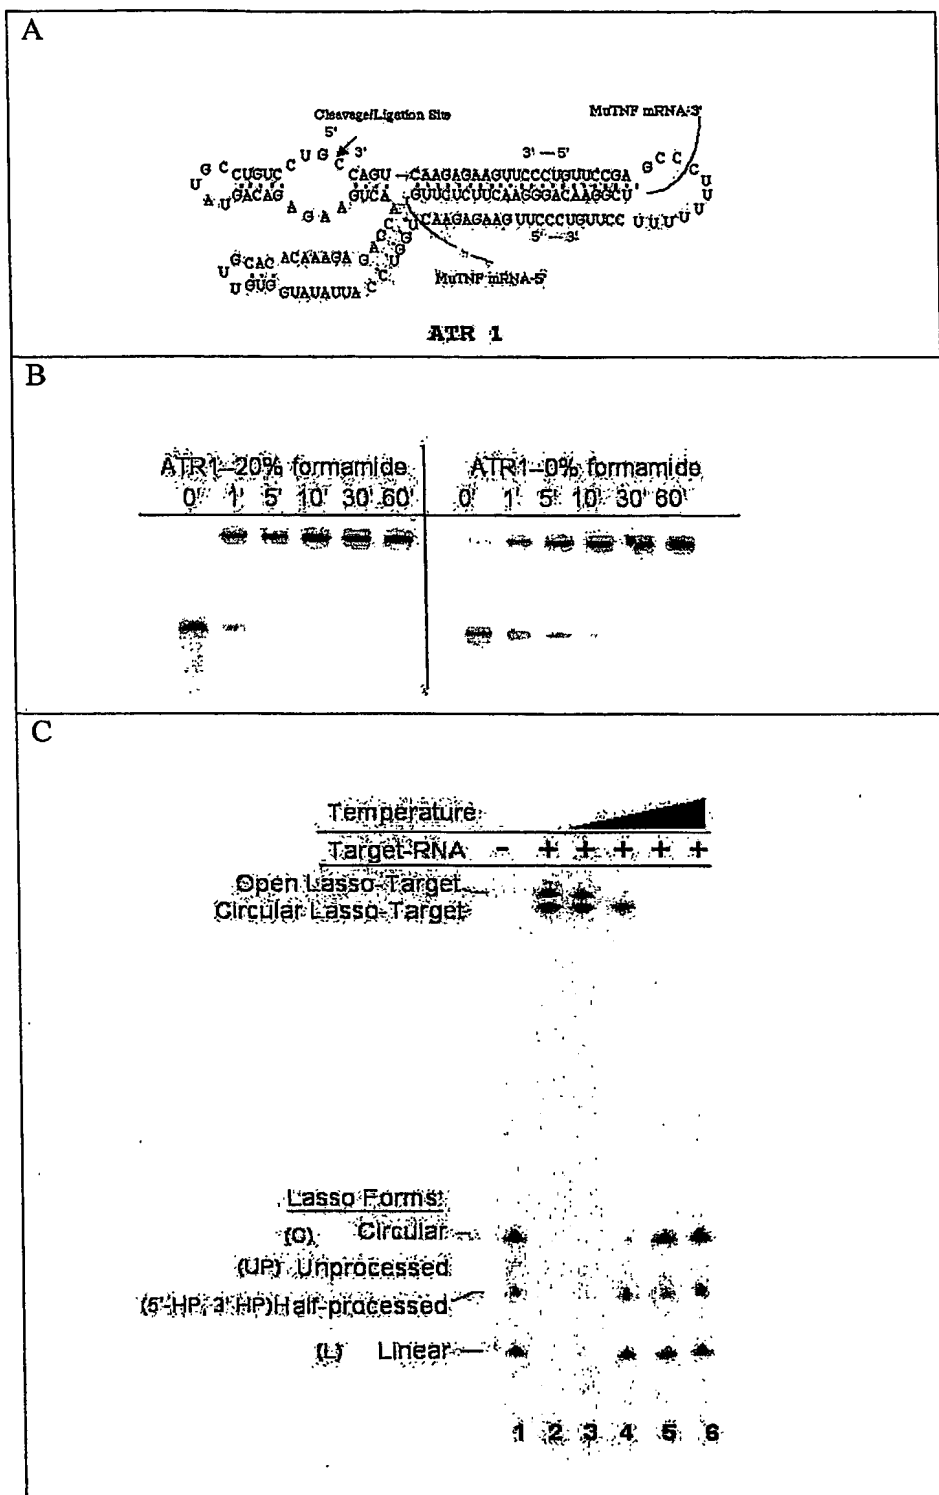 A
Cleavage/Ligation Site
MuTNF mRNA-3'
5'
3'
3' — 5'
CAAGAGAAGUUCCCUGUUCCGA
GUUCUCUUCAAGGGACAAGGCU
CAAGAGAAG UUCCCUGUUCC UUUU
5' — 3'
MuTNF mRNA-5'
ATR 1
B
ATR1–20% formamide ATR1–0% formamide
0' 1' 5' 10' 30' 60' 0' 1' 5' 10' 30' 60'
C
Temperature
Target-RNA - + + + + +
Open Lasso-Target
Circular Lasso-Target
Lasso Forms:
(C) Circular
(UP) Unprocessed
(5'-HP, 3' HP)Half-processed
(L) Linear
1 2 3 4 5 6